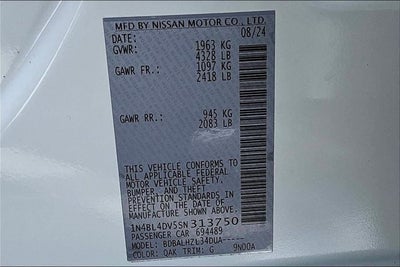 MFD BY NISSAN MOTOR CO., LTD.
DATE: 08/24
GVWR: 1963 KG
4328 LB
GAWR FR.: 1097 KG
2418 LB
GAWR RR.: 945 KG
2083 LB
THIS VEHICLE CONFORMS TO
ALL APPLICABLE FEDERAL
MOTOR VEHICLE SAFETY,
BUMPER, AND THEFT
PREVENTION STANDARDS
IN EFFECT ON THE DATE OF
MANUFACTURE SHOWN ABOVE.
1N4BL4DV5SN313750
PASSENGER CAR 694489
MODEL: BDBALHZL34DUA-----
COLOR: QAK TRIM: G 9N00A